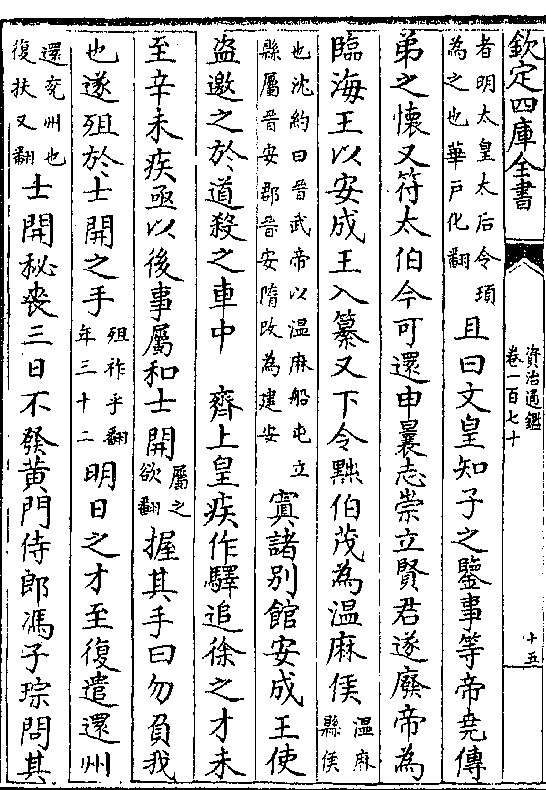 欽定四庫全書
資治通鑑
卷一百七十
十五
者明太皇太后令頊
為之也華戶化翻
且曰文皇知子之鑒事等帝堯傳
弟之懷又符太伯今可還申曩志崇立賢君遂廢帝為
臨海王以安成王入纂又下令黜伯茂為温麻侯
温麻
縣侯
也沈約曰晉武帝以温麻船屯立
縣屬晉安郡晉安隋改為建安
寘諸別館安成王使
盜邀之於道殺之車中　齊上皇疾作驛追徐之才未
至辛未疾亟以後事屬和士開
屬之
欲翻
握其手曰勿負我
也遂殂於士開之手
殂祚乎翻
年三十二
明日之才至復遣還州
還兖州也
復扶又翻
士開秘喪三日不發黄門侍郎馮子琮問其